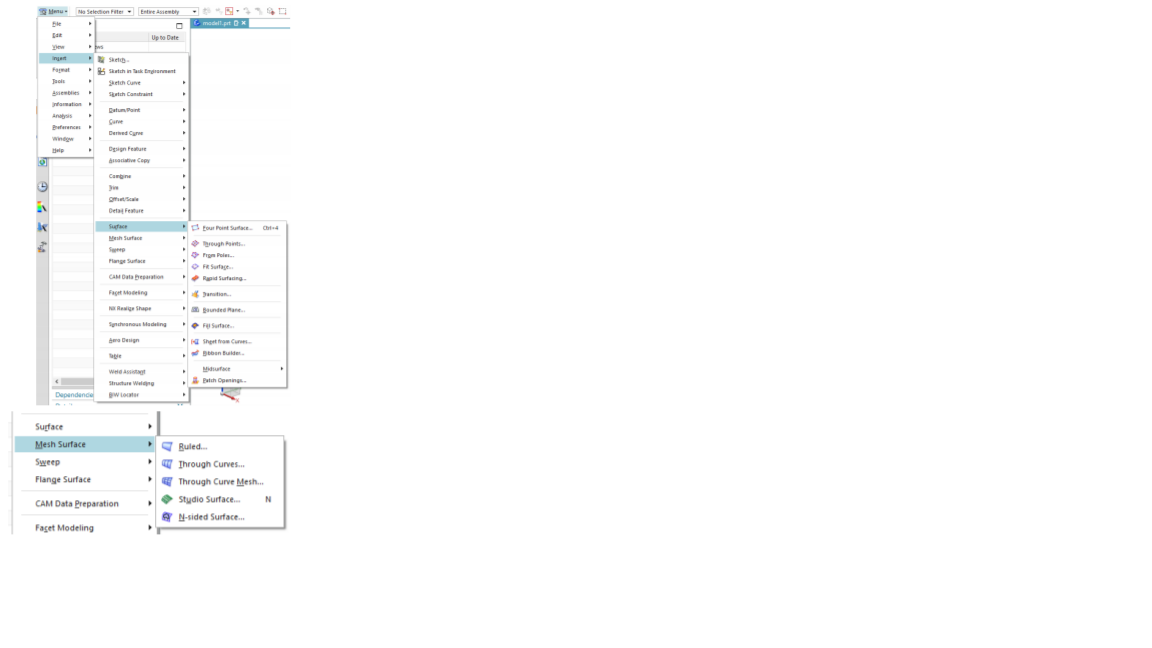 Menu
No Selection Filter
Entire Assembly
File
Edit
View
Insert
Format
Tools
Assemblies
Information
Analysis
Preferences
Window
Help
model1.prt
Up to Date
ews
Sketch...
Sketch in Task Environment
Sketch Curve
Sketch Constraint
Datum/Point
Curve
Derived Curve
Design Feature
Associative Copy
Combine
Trim
Offset/Scale
Detail Feature
Surface
Mesh Surface
Sweep
Flange Surface
CAM Data Preparation
Facet Modeling
NX Realize Shape
Synchronous Modeling
Aero Design
Table
Weld Assistant
Structure Welding
BIW Locator
Four Point Surface... Ctrl+4
Through Points...
From Poles...
Fit Surface...
Rapid Surfacing...
Transition...
Bounded Plane...
Fill Surface...
Sheet from Curves...
Ribbon Builder...
Midsurface
Patch Openings...
Dependencie
Surface
Mesh Surface
Sweep
Flange Surface
CAM Data Preparation
Facet Modeling
Ruled...
Through Curves...
Through Curve Mesh...
Studio Surface... N
N-sided Surface...